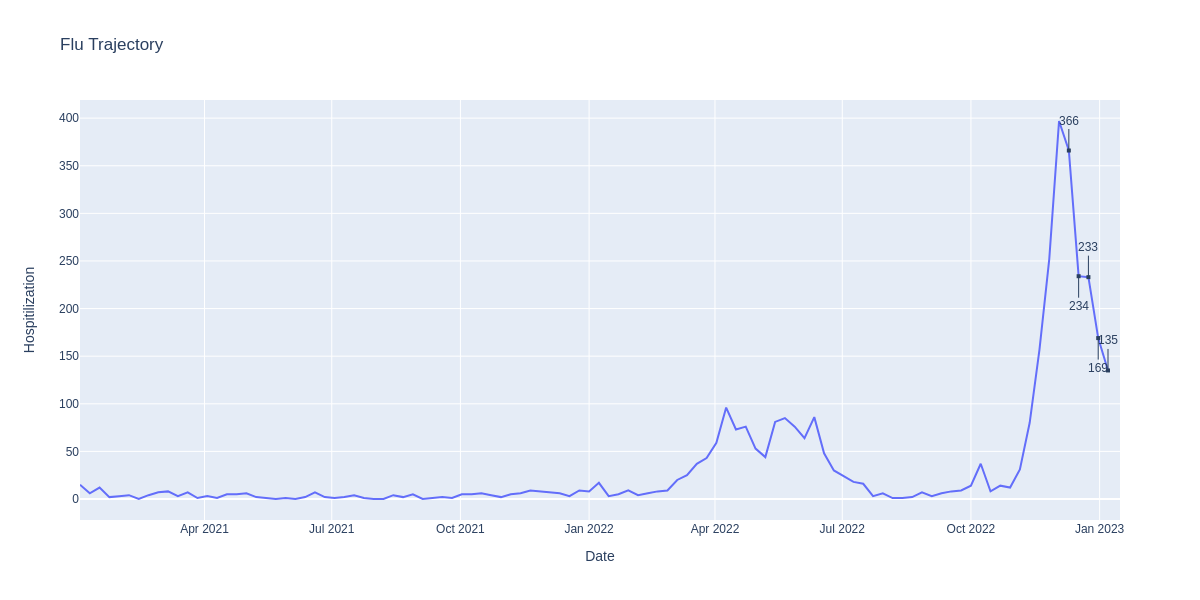 Flu Trajectory
400
350
300
250
200
150
100
50
0
Hospitilization
366
233
234
135
169
Apr 2021
Jul 2021
Oct 2021
Jan 2022
Apr 2022
Jul 2022
Oct 2022
Jan 2023
Date